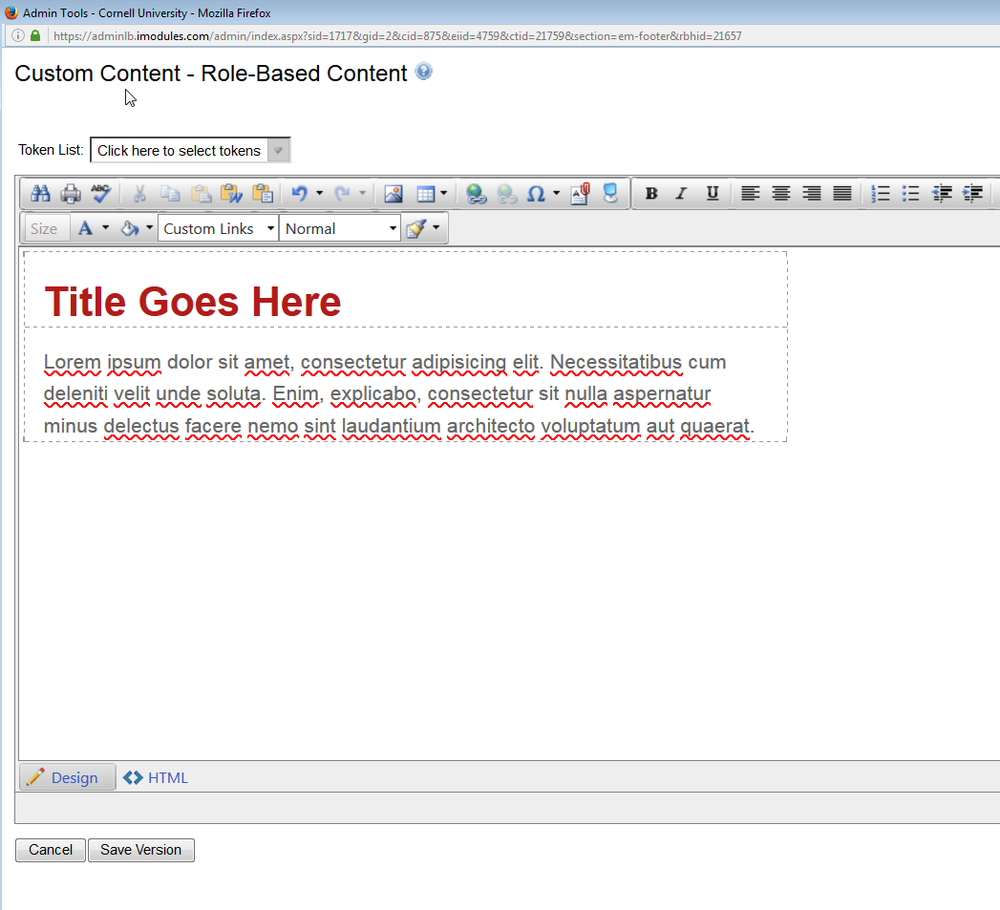 Admin Tools - Cornell University - Mozilla Firefox
https://adminlb.imodules.com/admin/index.aspx?sid=1717&gid=2&cid=875&eiid=4759&ctid=21759&section=em-footer&rbhid=21657
Custom Content - Role-Based Content ?
Token List: Click here to select tokens
ABC Ω A B I U
Size A Custom Links Normal
Title Goes Here
Lorem ipsum dolor sit amet, consectetur adipisicing elit. Necessitatibus cum
deleniti velit unde soluta. Enim, explicabo, consectetur sit nulla aspernatur
minus delectus facere nemo sint laudantium architecto voluptatum aut quaerat.
Design <> HTML
Cancel Save Version